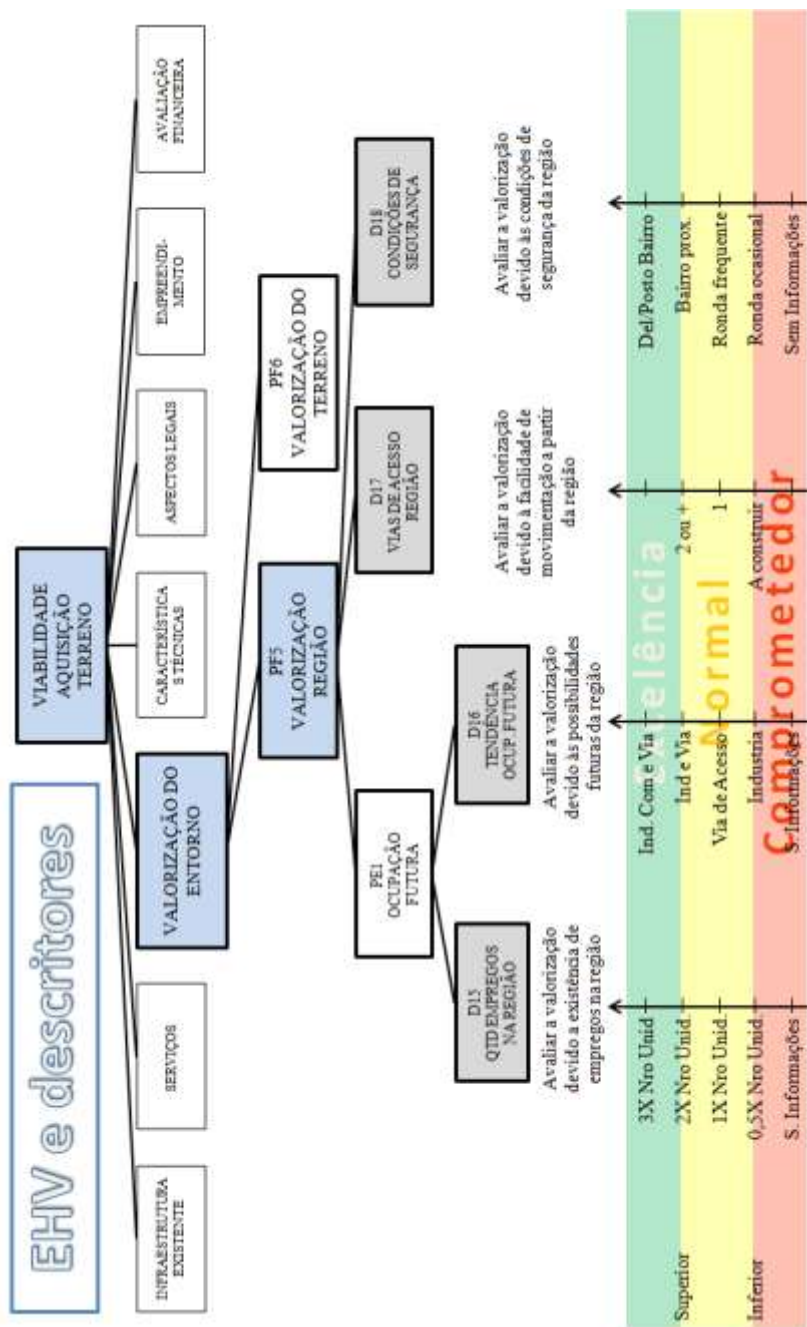 EHV e descritores
VIABILIDADE
AQUISIÇÃO
TERRENO
INFRAESTRUTURA
EXISTENTE
SERVIÇOS
VALORIZAÇÃO DO
ENTORNO
CARACTERÍSTICA
S TÉCNICAS
ASPECTOS LEGAIS
EMPREENDI-
MENTO
AVALIAÇÃO
FINANCEIRA
PF5
VALORIZAÇÃO
REGIÃO
PF6
VALORIZAÇÃO DO
TERRENO
PE1
OCUPAÇÃO
FUTURA
D17
VIAS DE ACESSO
REGIÃO
D18
CONDIÇÕES DE
SEGURANÇA
D15
QTD EMPREGOS
NA REGIÃO
D16
TENDÊNCIA
OCUP. FUTURA
Avaliar a valorização
devido a existência de
empregos na região
Avaliar a valorização
devido às possibilidades
futuras da região
Avaliar a valorização
devido à facilidade de
movimentação a partir
da região
Avaliar a valorização
devido às condições de
segurança da região
Superior
Inferior
3X Nro Unid
2X Nro Unid.
1X Nro Unid
0,5X Nro Unid.
S. Informações
Ind. Com e Via
Ind e Via
Via de Acesso
Industria
S. Informações
2 ou +
1
A construir
Del/Posto Bairro
Bairro prox.
Ronda frequente
Ronda ocasional
Sem Informações
Normal
Comprometedor